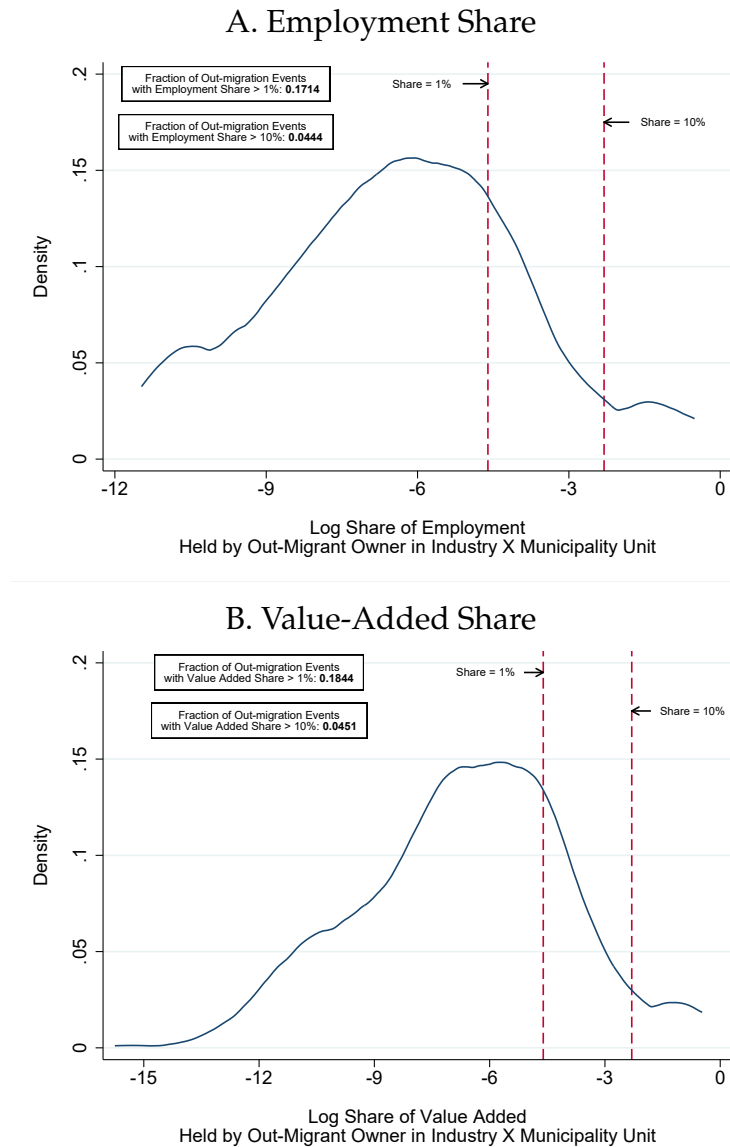 A. Employment Share
Fraction of Out-migration Events
with Employment Share > 1%: 0.1714
Share = 1%
Fraction of Out-migration Events
with Employment Share > 10%: 0.0444
Share = 10%
Density
.2
.15
.1
.05
0
-12 -9 -6 -3 0
Log Share of Employment
Held by Out-Migrant Owner in Industry X Municipality Unit
B. Value-Added Share
Fraction of Out-migration Events
with Value Added Share > 1%: 0.1844
Share = 1%
Fraction of Out-migration Events
with Value Added Share > 10%: 0.0451
Share = 10%
Density
.2
.15
.1
.05
0
-15 -12 -9 -6 -3 0
Log Share of Value Added
Held by Out-Migrant Owner in Industry X Municipality Unit